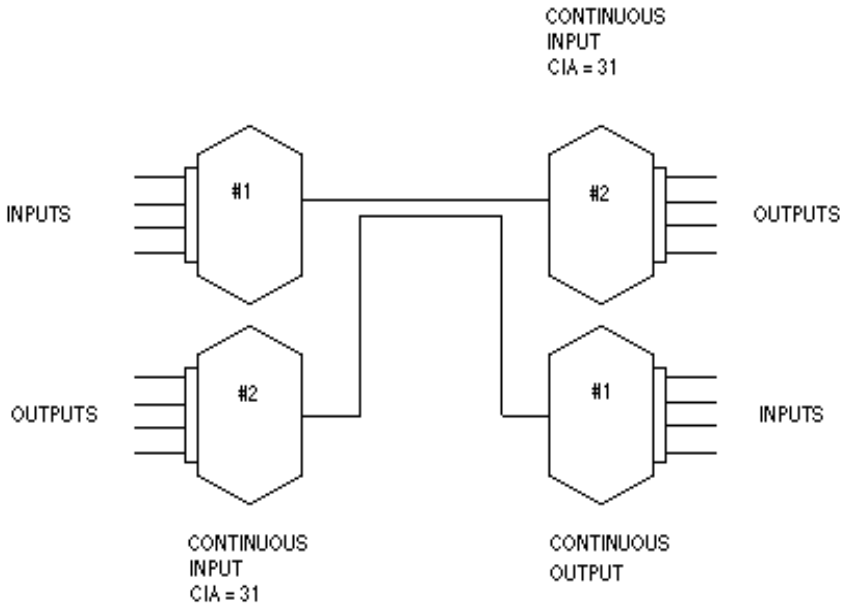 CONTINUOUS
INPUT
CIA = 31
#1
#2
INPUTS
OUTPUTS
#2
#1
OUTPUTS
INPUTS
CONTINUOUS
INPUT
CIA = 31
CONTINUOUS
OUTPUT